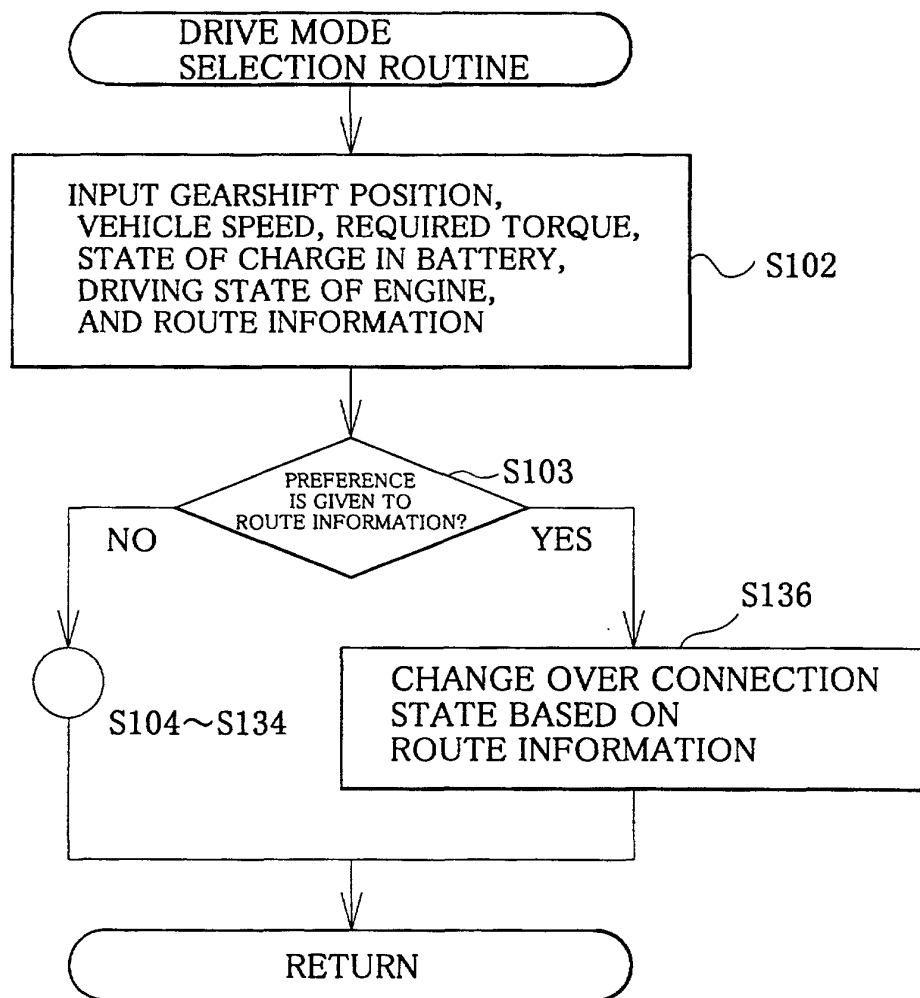 DRIVE MODE
SELECTION ROUTINE
INPUT GEARSHIFT POSITION,
VEHICLE SPEED, REQUIRED TORQUE,
STATE OF CHARGE IN BATTERY,
DRIVING STATE OF ENGINE,
AND ROUTE INFORMATION
S102
PREFERENCE
IS GIVEN TO
ROUTE INFORMATION?
S103
NO
YES
S136
S104~S134
CHANGE OVER CONNECTION
STATE BASED ON
ROUTE INFORMATION
RETURN